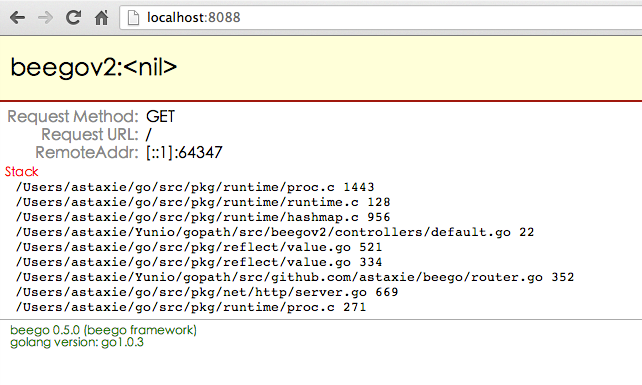 localhost:8088
beegov2:<nil>
Request Method: GET
Request URL: /
RemoteAddr: [::1]:64347
Stack
/Users/astaxie/go/src/pkg/runtime/proc.c 1443
/Users/astaxie/go/src/pkg/runtime/runtime.c 128
/Users/astaxie/go/src/pkg/runtime/hashmap.c 956
/Users/astaxie/Yunio/gopath/src/beegov2/controllers/default.go 22
/Users/astaxie/go/src/pkg/reflect/value.go 521
/Users/astaxie/go/src/pkg/reflect/value.go 334
/Users/astaxie/Yunio/gopath/src/github.com/astaxie/beego/router.go 352
/Users/astaxie/go/src/pkg/net/http/server.go 669
/Users/astaxie/go/src/pkg/runtime/proc.c 271
beego 0.5.0 (beego framework)
golang version: go1.0.3